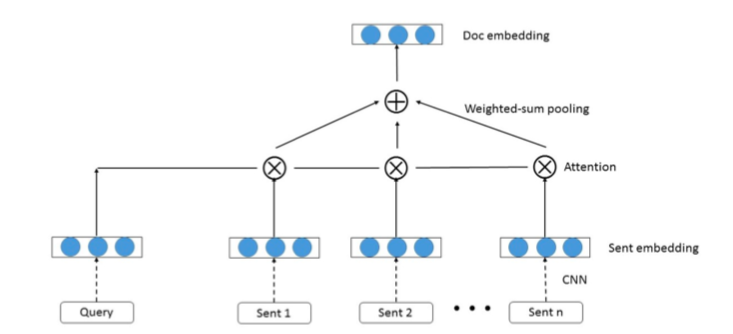 Doc embedding
Weighted-sum pooling
Attention
Sent embedding
CNN
Query
Sent 1
Sent 2
Sent n